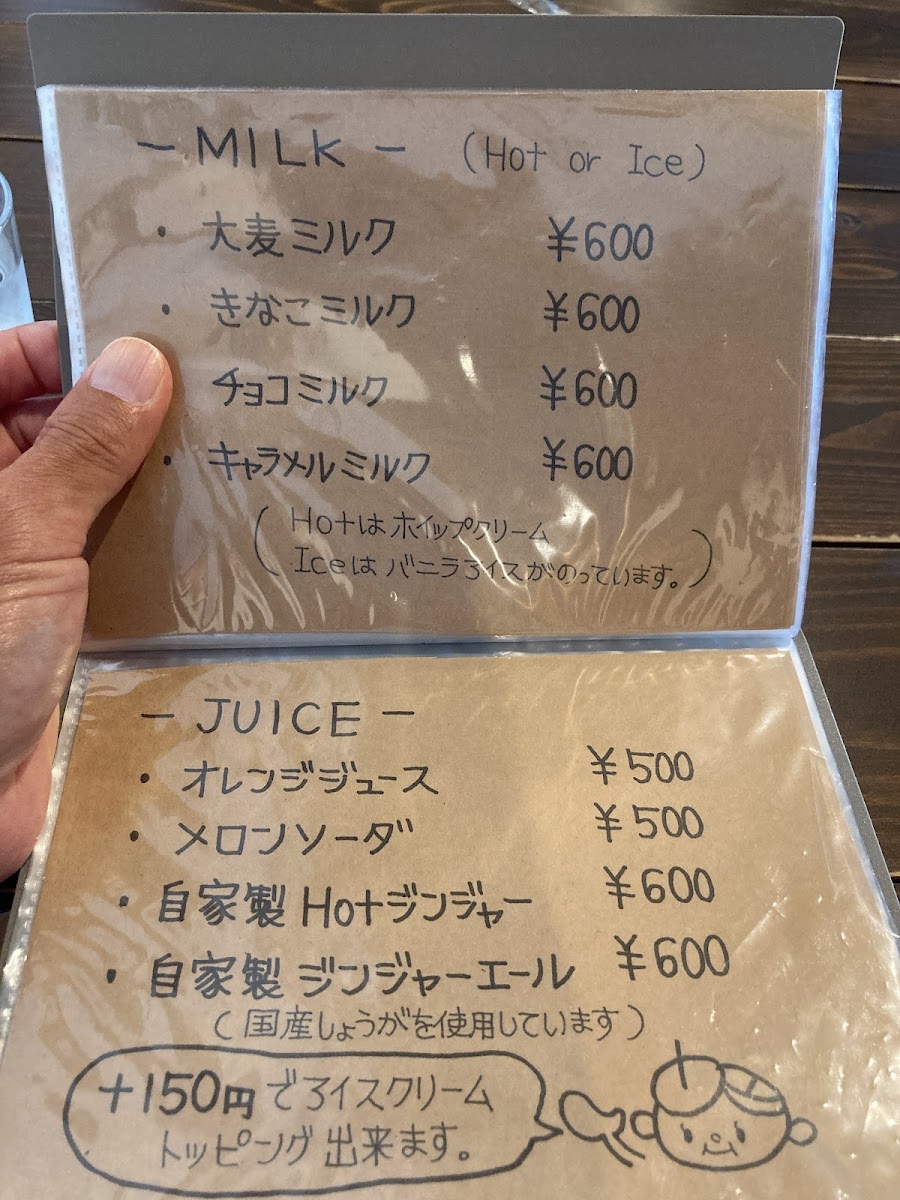 - MILK - (Hot or Ice)
・大麦ミルク ¥600
・きなこミルク ¥600
チョコミルク ¥600
・キャラメルミルク ¥600
(Hotはホイップクリーム
Iceはバニラアイスがのっています。)
- JUICE -
・オレンジジュース ¥500
・メロンソーダ ¥500
・自家製Hotジンジャー ¥600
・自家製ジンジャーエール ¥600
(国産しょうがを使用しています)
+150円でアイスクリーム
トッピング出来ます。